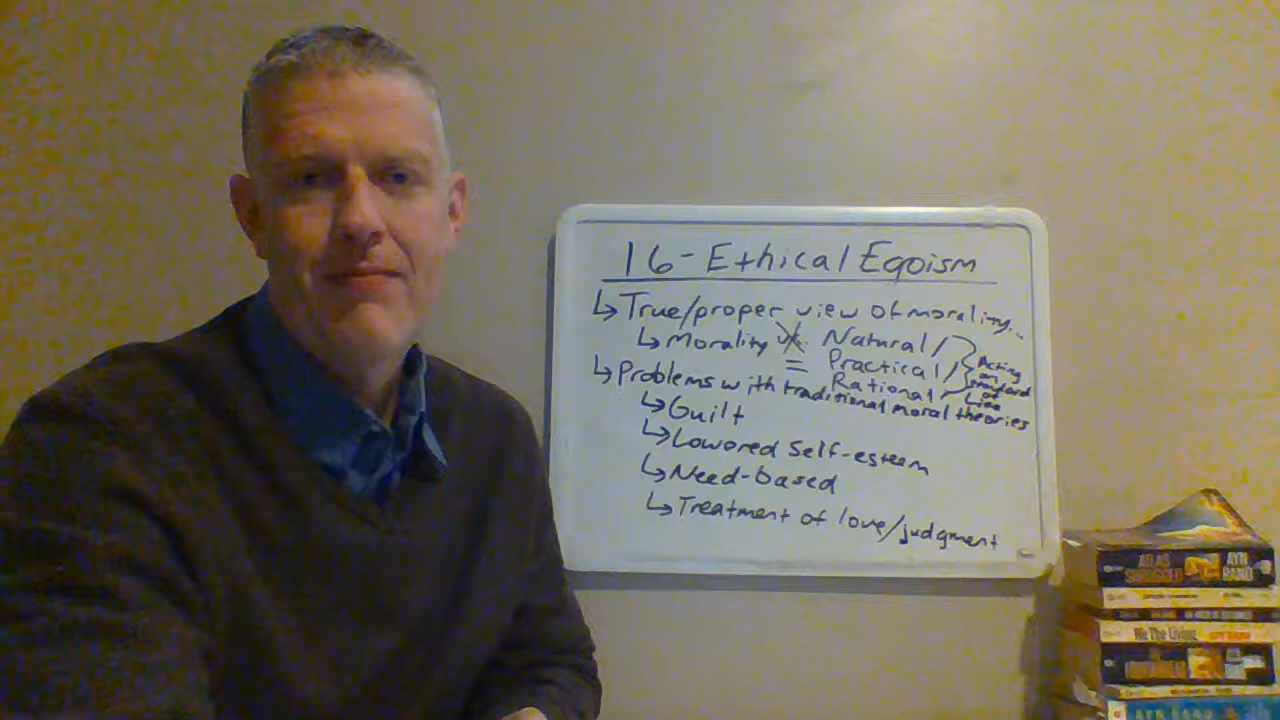 16- Ethical Egoism
↳ True/proper view of morality...
↳ Morality vs. Natural/
= Practical/
Rational
Acting
on
standard
of
Life
↳ Problems with traditional moral theories
↳ Guilt
↳ Lowored Self-esteem
↳ Need-based
↳ Treatment of love/judgment
ATLAS SHRUGGED AYN RAND
We The Living
AYN RAND